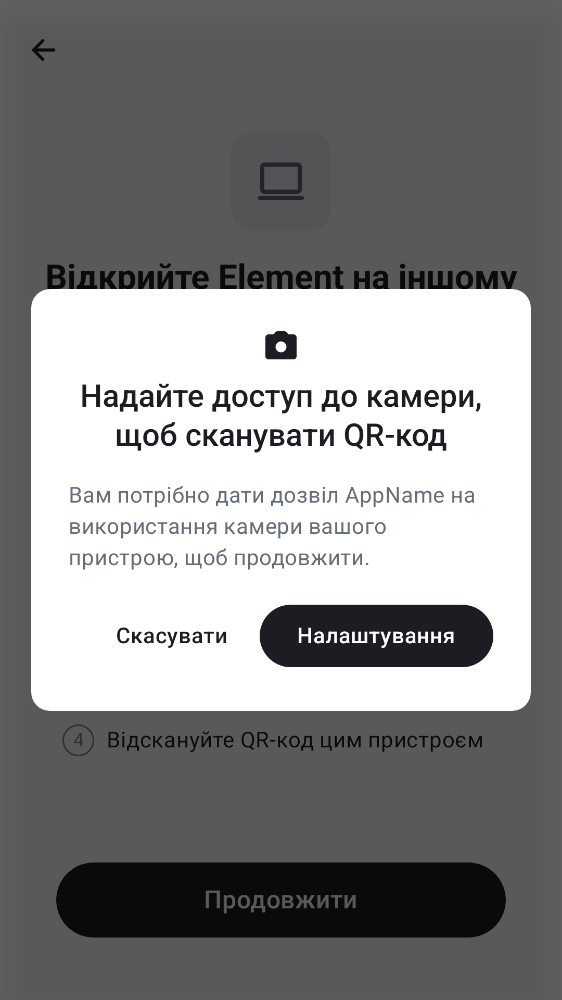 Відкрийте Element на іншому
Надайте доступ до камери,
щоб сканувати QR-код
Вам потрібно дати дозвіл AppName на
використання камери вашого
пристрою, щоб продовжити.
Скасувати
Налаштування
4
Відскануйте QR-код цим пристроєм
Продовжити